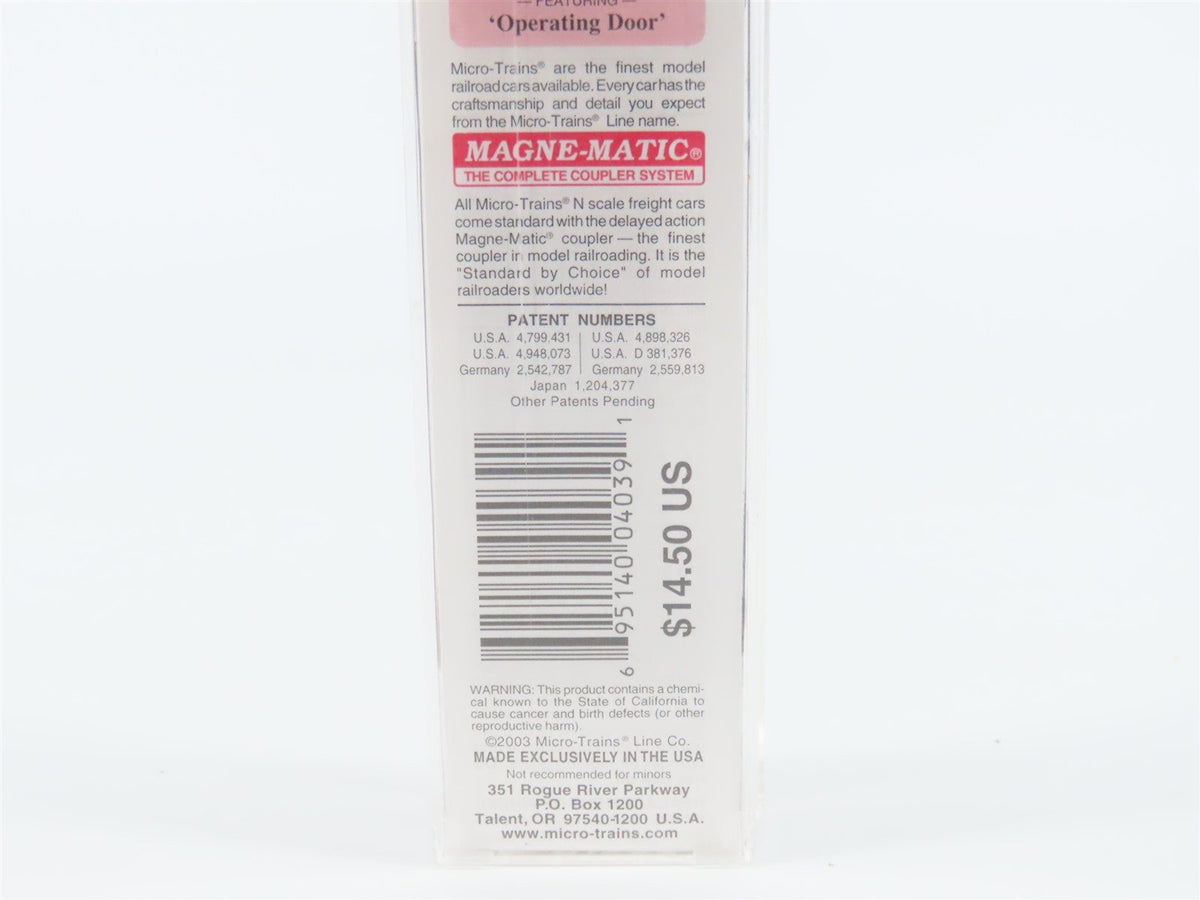 — FEATURING —
‘Operating Door’
Micro-Trains® are the finest model
railroad cars available. Every car has the
craftsmanship and detail you expect
from the Micro-Trains® Line name.
MAGNE-MATIC®
THE COMPLETE COUPLER SYSTEM
All Micro-Trains® N scale freight cars
come standard with the delayed action
Magne-Matic® coupler — the finest
coupler in model railroading. It is the
"Standard by Choice" of model
railroaders worldwide!
PATENT NUMBERS
U.S.A. 4,799,431 U.S.A. 4,898,326
U.S.A. 4,948,073 U.S.A. D 381,376
Germany 2,542,787 Germany 2,559,813
Japan 1,204,377
Other Patents Pending
6 95140 04039 1
$14.50 US
WARNING: This product contains a chemi-
cal known to the State of California to
cause cancer and birth defects (or other
reproductive harm).
©2003 Micro-Trains® Line Co.
MADE EXCLUSIVELY IN THE USA
Not recommended for minors
351 Rogue River Parkway
P.O. Box 1200
Talent, OR 97540-1200 U.S.A.
www.micro-trains.com